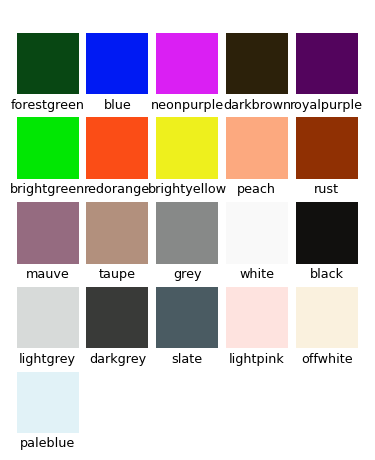 forestgreen blue neonpurple darkbrown royalpurple
brightgreen redorange brightyellow peach rust
mauve taupe grey white black
lightgrey darkgrey slate lightpink offwhite
paleblue